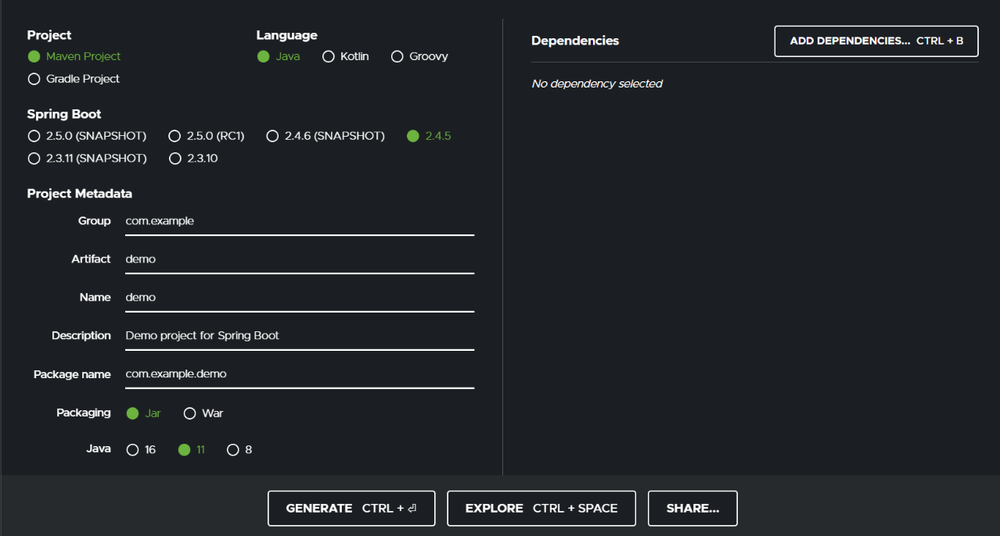 Project
Maven Project
Gradle Project
Language
Java Kotlin Groovy
Spring Boot
2.5.0 (SNAPSHOT) 2.5.0 (RC1) 2.4.6 (SNAPSHOT) 2.4.5
2.3.11 (SNAPSHOT) 2.3.10
Project Metadata
Group com.example
Artifact demo
Name demo
Description Demo project for Spring Boot
Package name com.example.demo
Packaging Jar War
Java 16 11 8
Dependencies
ADD DEPENDENCIES... CTRL + B
No dependency selected
GENERATE CTRL + ⏎ EXPLORE CTRL + SPACE SHARE...